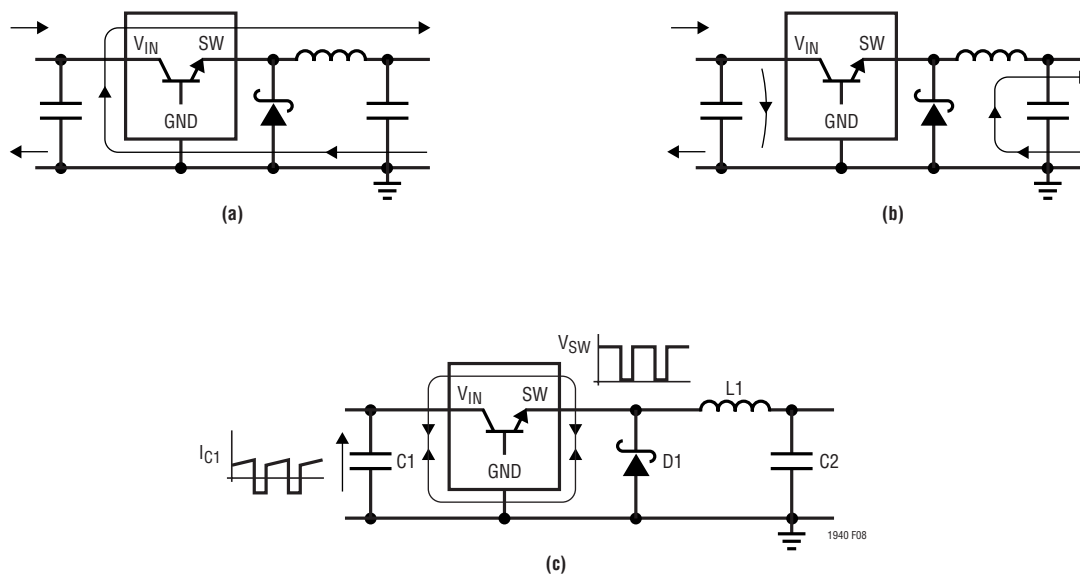 VIN SW
GND
(a)
VIN SW
GND
(b)
VSW
L1
VIN SW
IC1
C1
GND
D1
C2
1940 F08
(c)